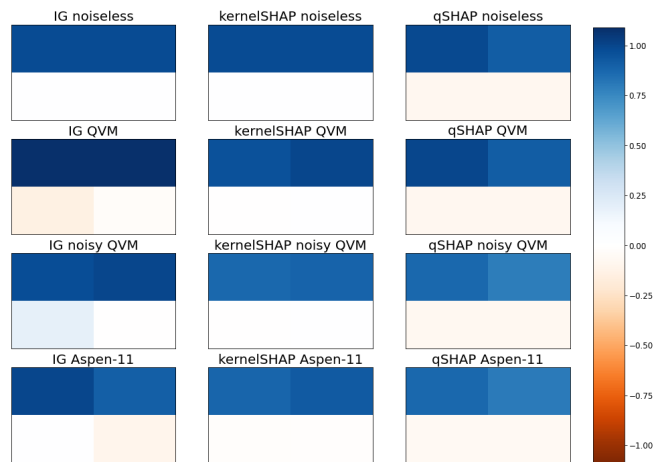 IG noiseless
kernelSHAP noiseless
qSHAP noiseless
IG QVM
kernelSHAP QVM
qSHAP QVM
IG noisy QVM
kernelSHAP noisy QVM
qSHAP noisy QVM
IG Aspen-11
kernelSHAP Aspen-11
qSHAP Aspen-11
1.00
0.75
0.50
0.25
0.00
−0.25
−0.50
−0.75
−1.00